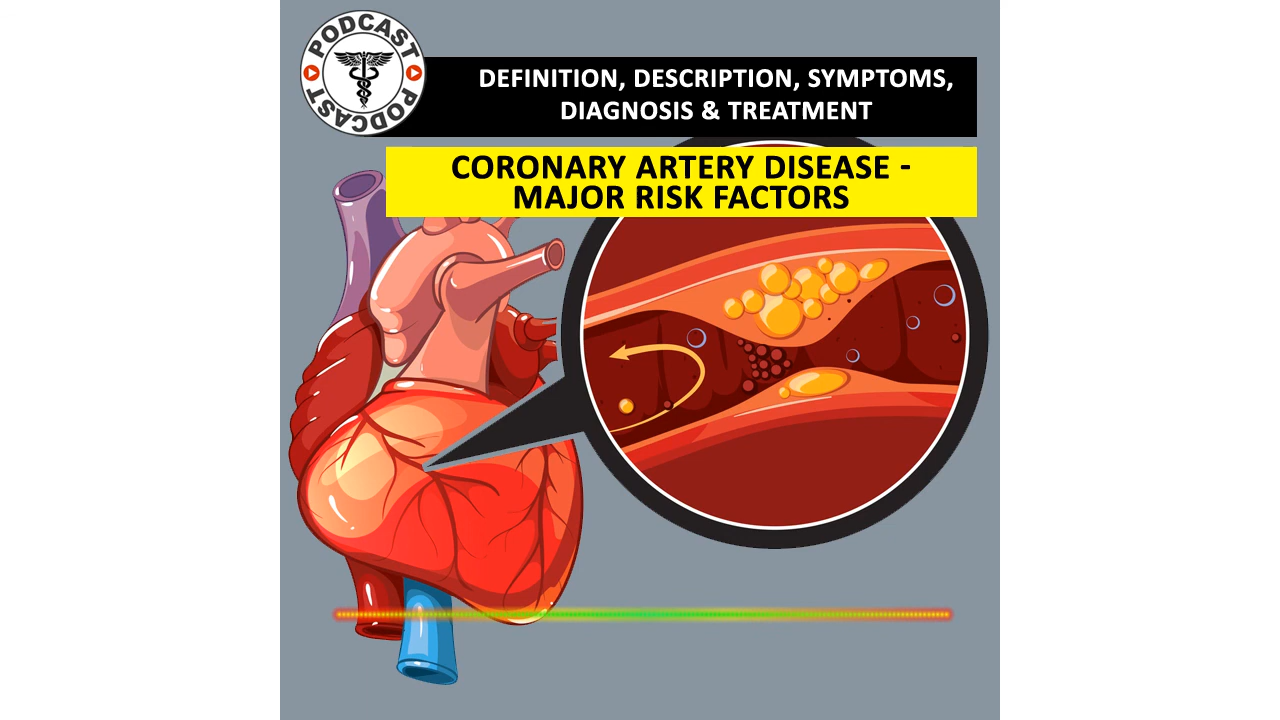 PODCAST
PODCAST
DEFINITION, DESCRIPTION, SYMPTOMS,
DIAGNOSIS & TREATMENT
CORONARY ARTERY DISEASE -
MAJOR RISK FACTORS